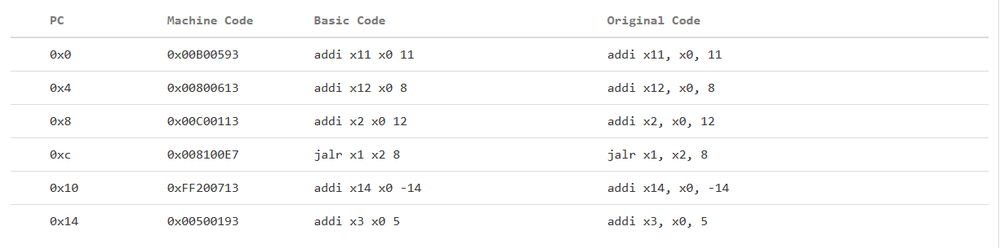 PC Machine Code Basic Code Original Code
0x0 0x00B00593 addi x11 x0 11 addi x11, x0, 11
0x4 0x00800613 addi x12 x0 8 addi x12, x0, 8
0x8 0x00C00113 addi x2 x0 12 addi x2, x0, 12
0xc 0x008100E7 jalr x1 x2 8 jalr x1, x2, 8
0x10 0xFF200713 addi x14 x0 -14 addi x14, x0, -14
0x14 0x00500193 addi x3 x0 5 addi x3, x0, 5